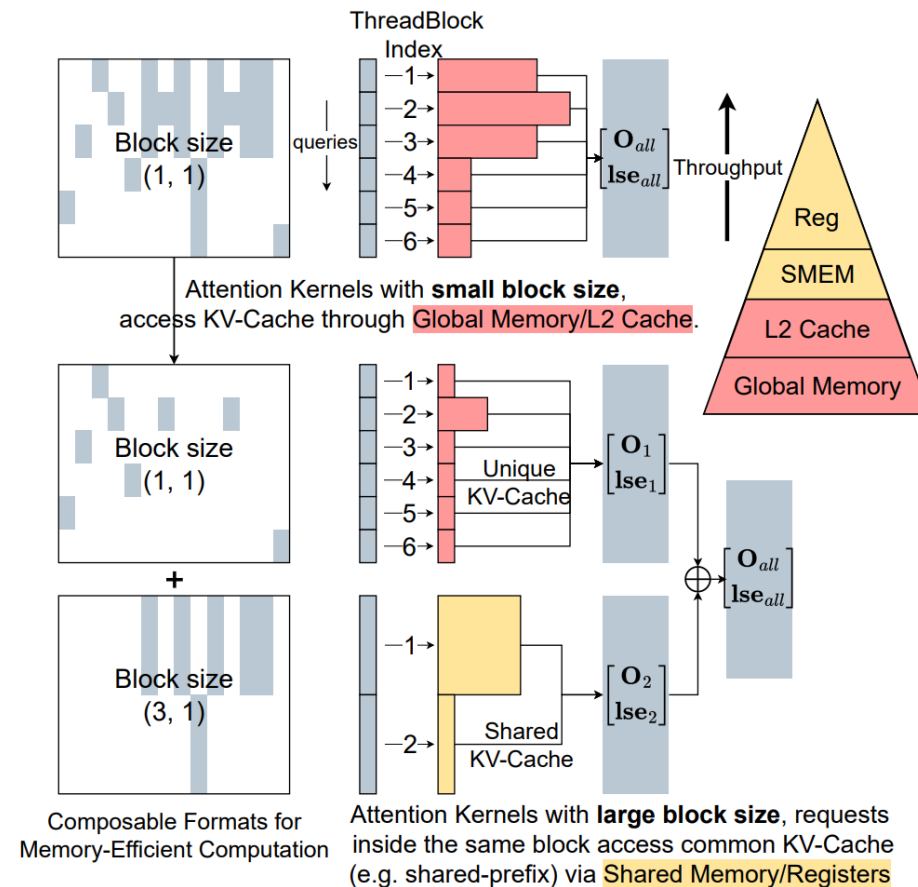 ThreadBlock
Index
Block size
(1, 1)
queries
1
2
3
4
5
6
O_all
lse_all
Throughput
Reg
SMEM
L2 Cache
Global Memory
Attention Kernels with small block size,
access KV-Cache through Global Memory/L2 Cache.
Block size
(1, 1)
1
2
3
4
5
6
Unique
KV-Cache
O_1
lse_1
+
O_all
lse_all
Block size
(3, 1)
1
2
Shared
KV-Cache
O_2
lse_2
Composable Formats for
Memory-Efficient Computation
Attention Kernels with large block size, requests
inside the same block access common KV-Cache
(e.g. shared-prefix) via Shared Memory/Registers